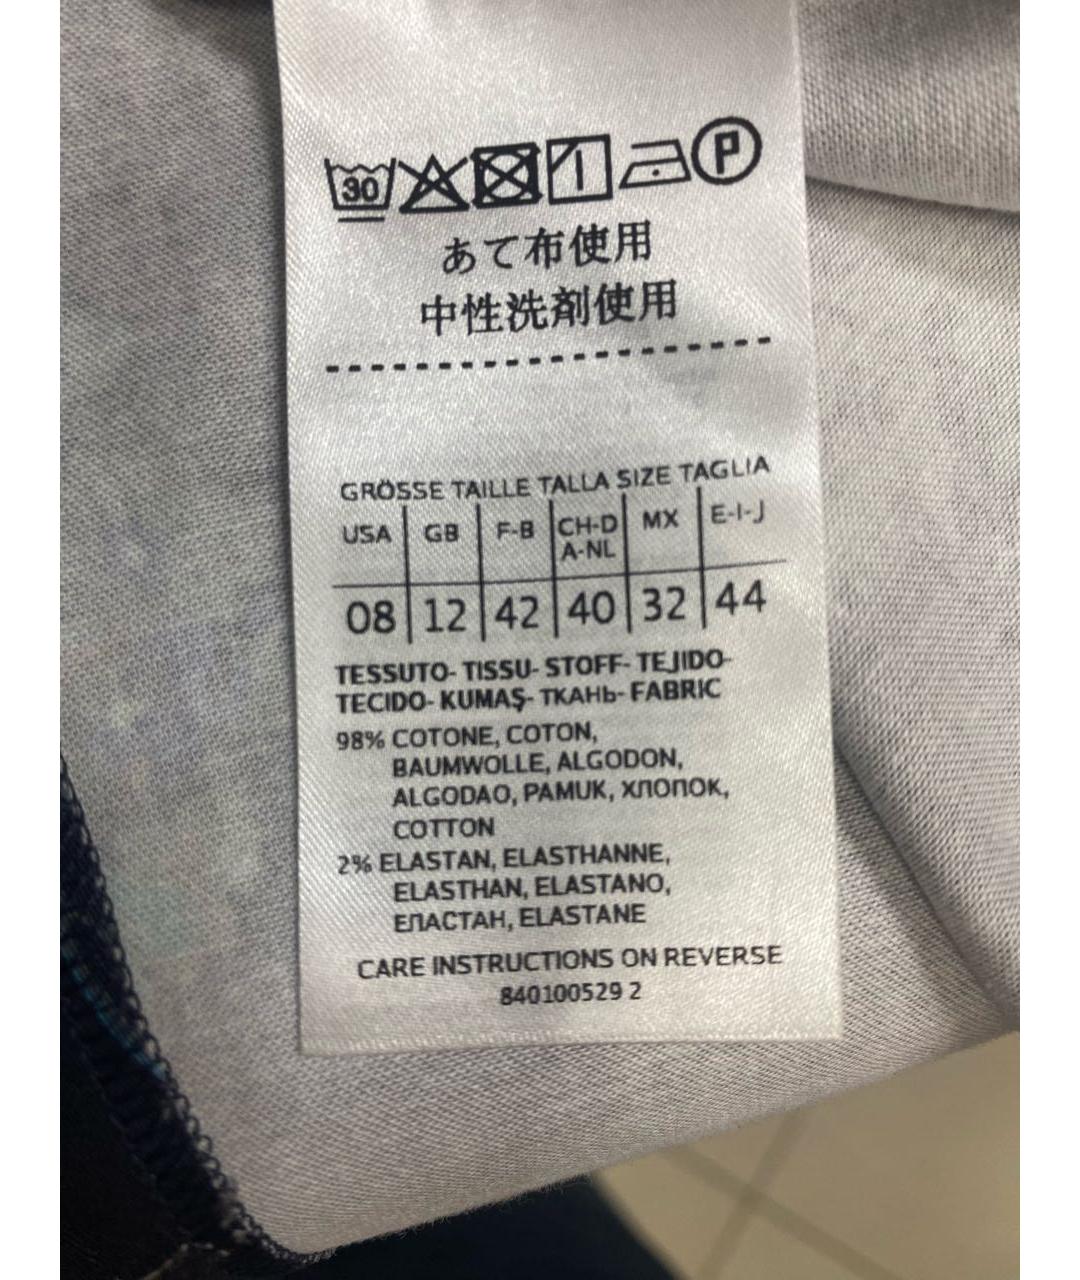 30 P
あて布使用
中性洗剤使用
GRÖSSE TAILLE TALLA SIZE TAGLIA
USA GB F-B CH-D A-NL MX E-I-J
08 12 42 40 32 44
TESSUTO- TISSU- STOFF- TEJIDO-
TECIDO- KUMAŞ- ТКАНЬ- FABRIC
98% COTONE, COTON,
BAUMWOLLE, ALGODON,
ALGODAO, PAMUK, ХЛОПОК,
COTTON
2% ELASTAN, ELASTHANNE,
ELASTHAN, ELASTANO,
ЕЛАСТАН, ELASTANE
CARE INSTRUCTIONS ON REVERSE
840100529 2